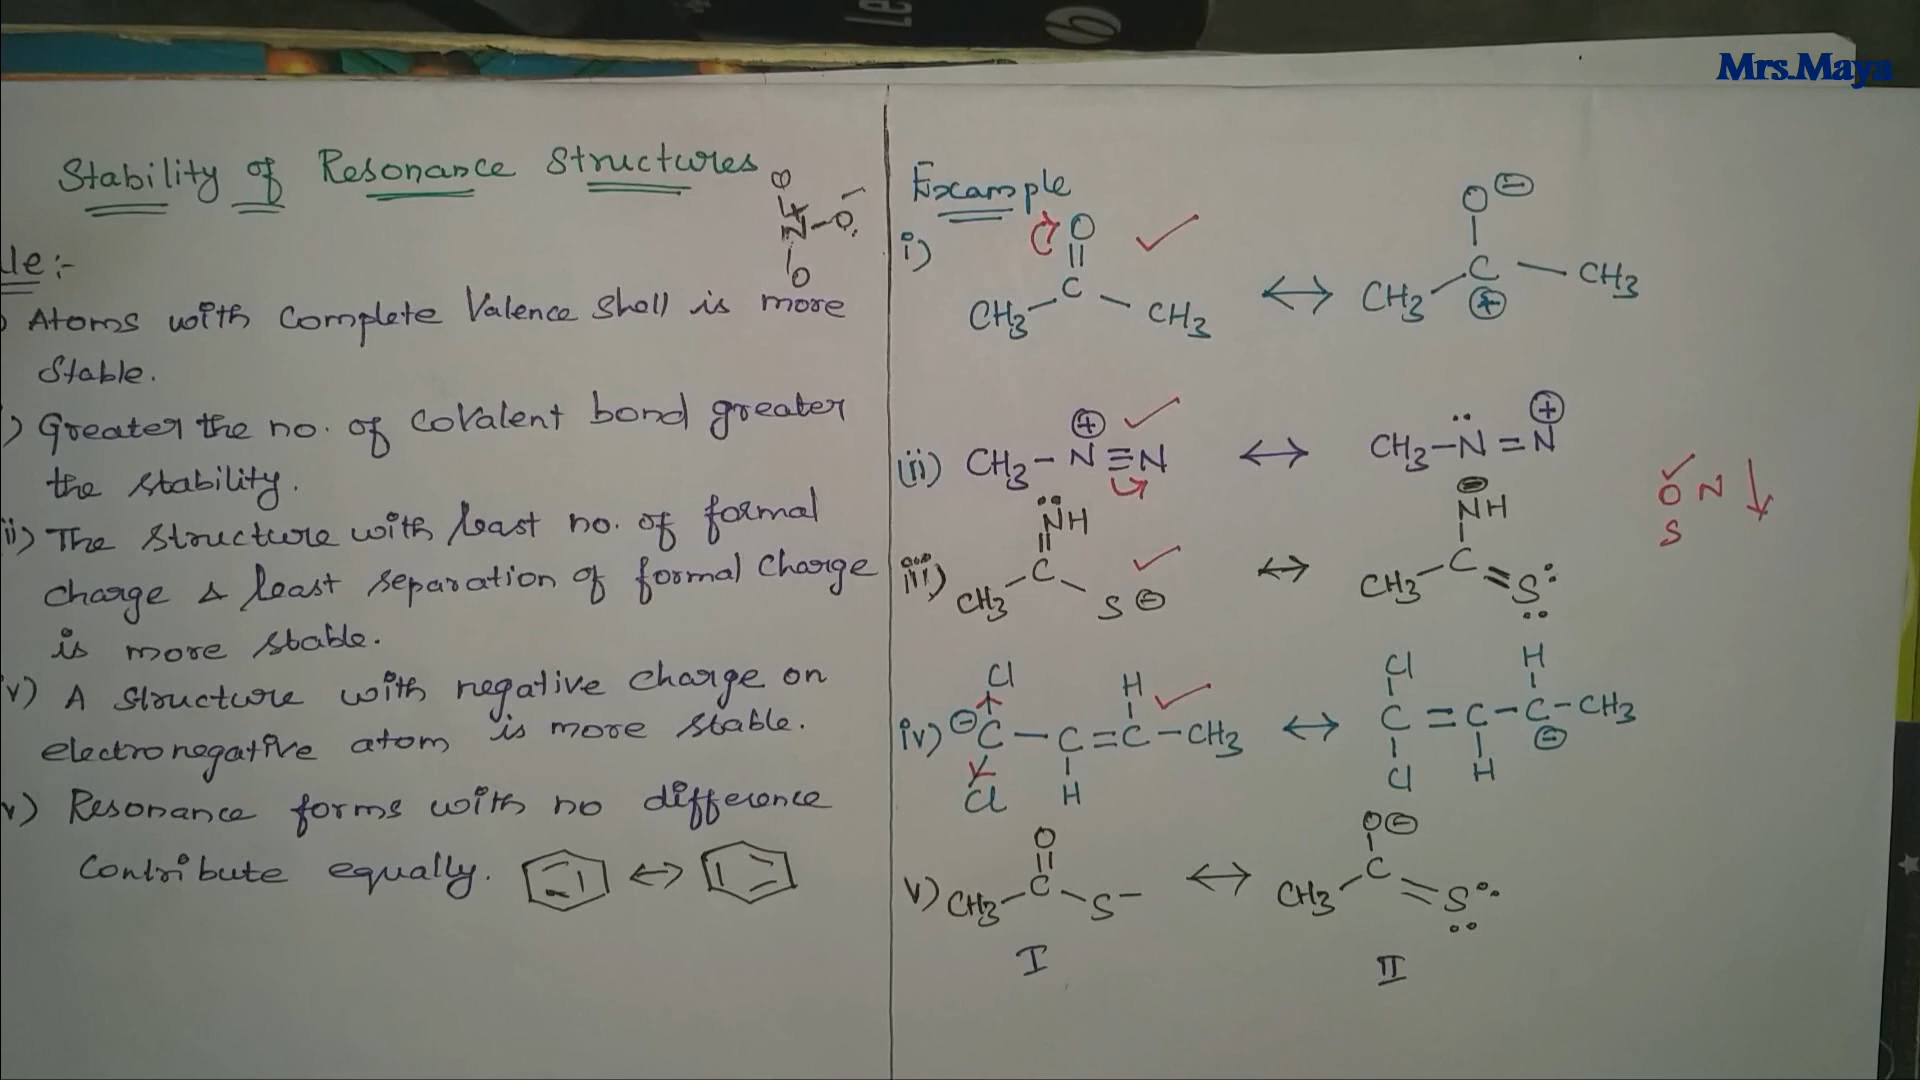 Mrs.Maya
Stability of Resonance Structures
le:-
Atoms with complete Valence shell is more
stable.
) Greater the no. of covalent bond greater
the stability.
ii) The structure with least no. of formal
charge & least separation of formal charge
is more stable.
v) A structure with negative charge on
electronegative atom is more stable.
v) Resonance forms with no difference
contribute equally. ↔
O
N – O –
O
Example
i) O O ⊖
C C
CH3 CH3 ↔ CH3 ⊕ CH3
ii) CH3 – N ⊕ ≡ N ↔ CH3 – N̈ = N ⊕
iii) N̈H ⊖ NH
CH3 C S ⊖ ↔ CH3 C = S
O N ↓
S
Cl H Cl H
iv) ⊖ C – C = C – CH3 ↔ C = C – C – CH3
Cl H Cl H ⊖
O O ⊖
v) CH3 C S – ↔ CH3 C = S
I II